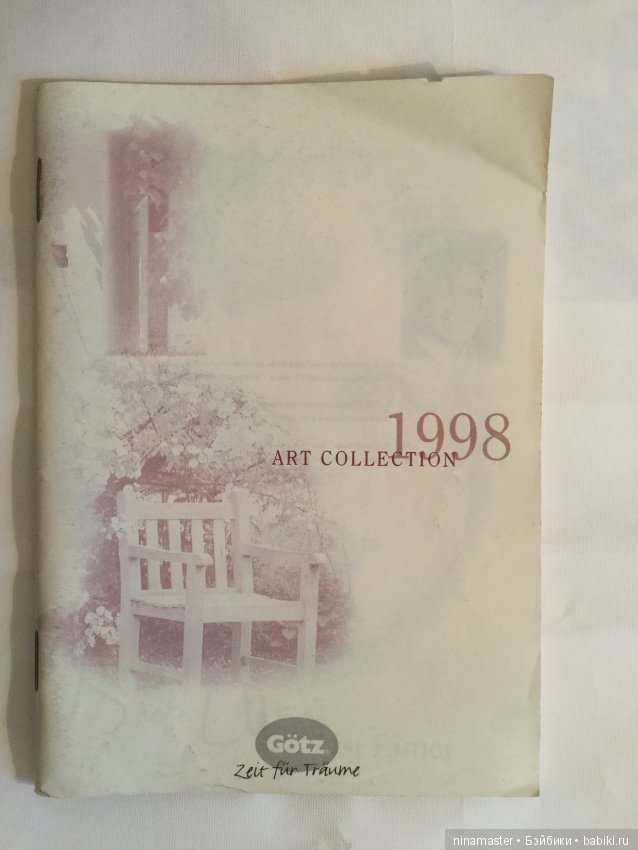 1998
ART COLLECTION
Götz
Zeit für Träume
ninamaster • Бэйбики • babiki.ru